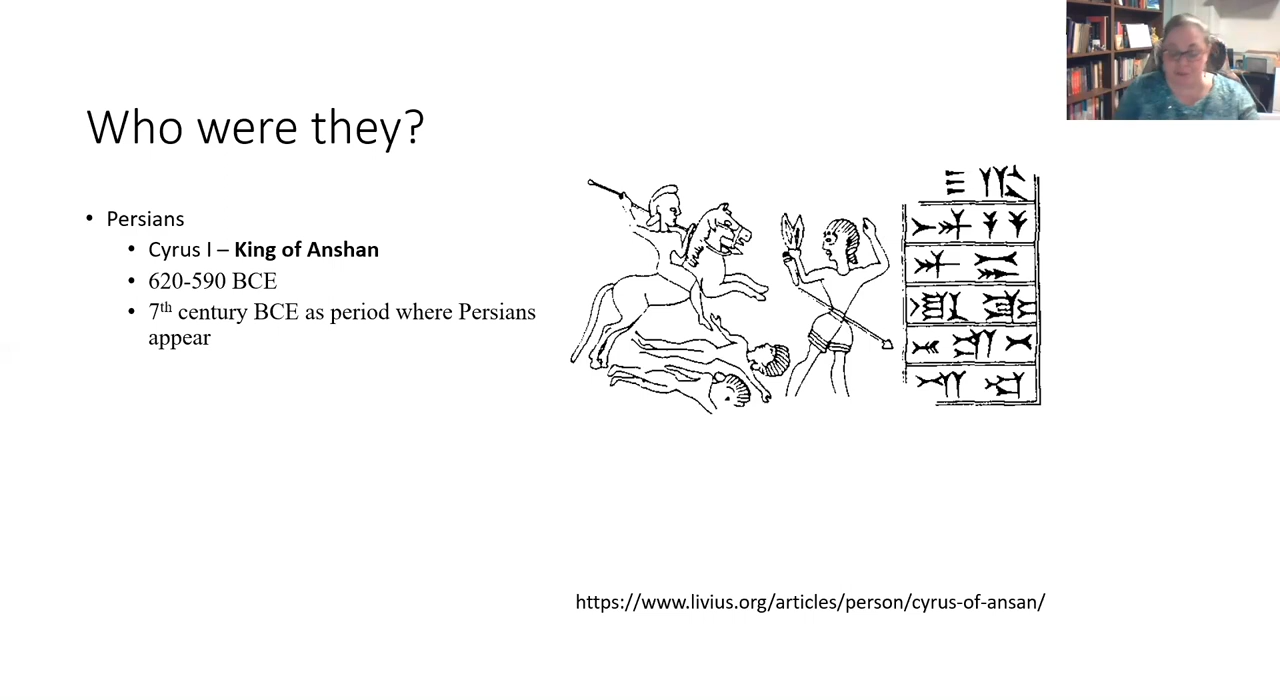 Who were they?
• Persians
• Cyrus I – King of Anshan
• 620-590 BCE
• 7th century BCE as period where Persians
appear
https://www.livius.org/articles/person/cyrus-of-ansan/